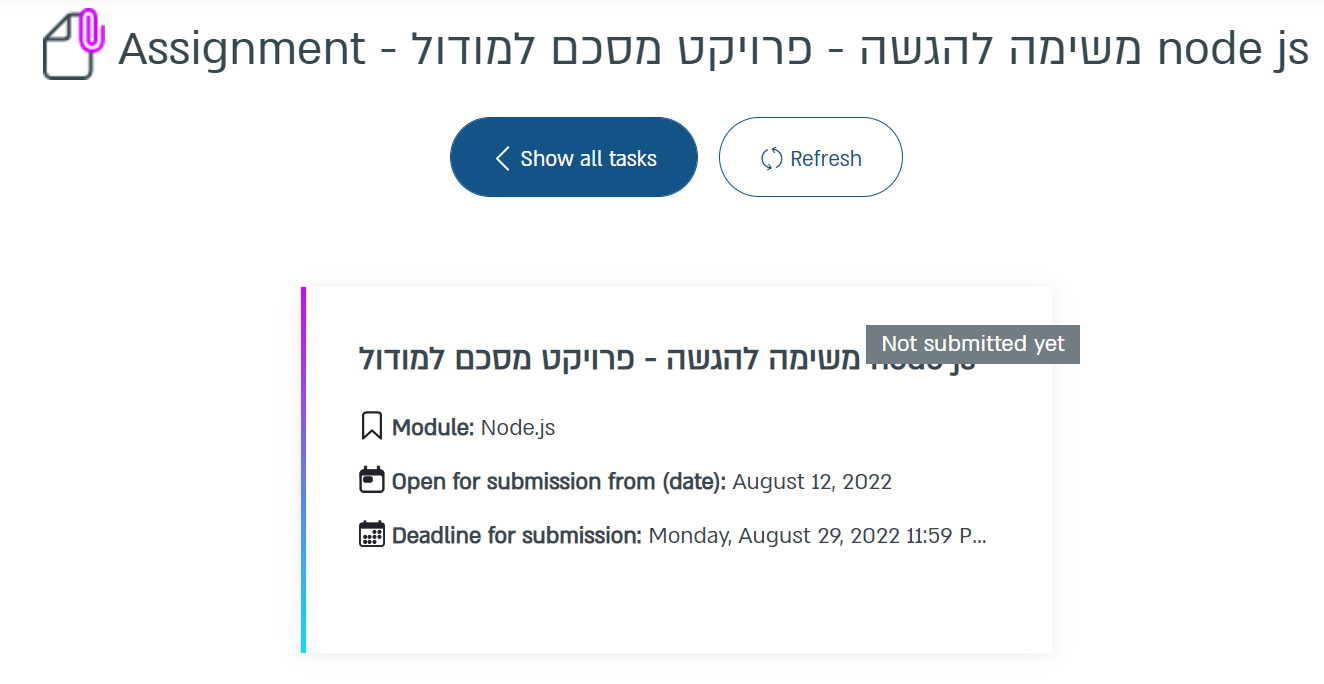 Assignment - משימה להגשה - פרויקט מסכם למודול node js
Show all tasks
Refresh
Not submitted yet
משימה להגשה - פרויקט מסכם למודול node js
Module: Node.js
Open for submission from (date): August 12, 2022
Deadline for submission: Monday, August 29, 2022 11:59 P...